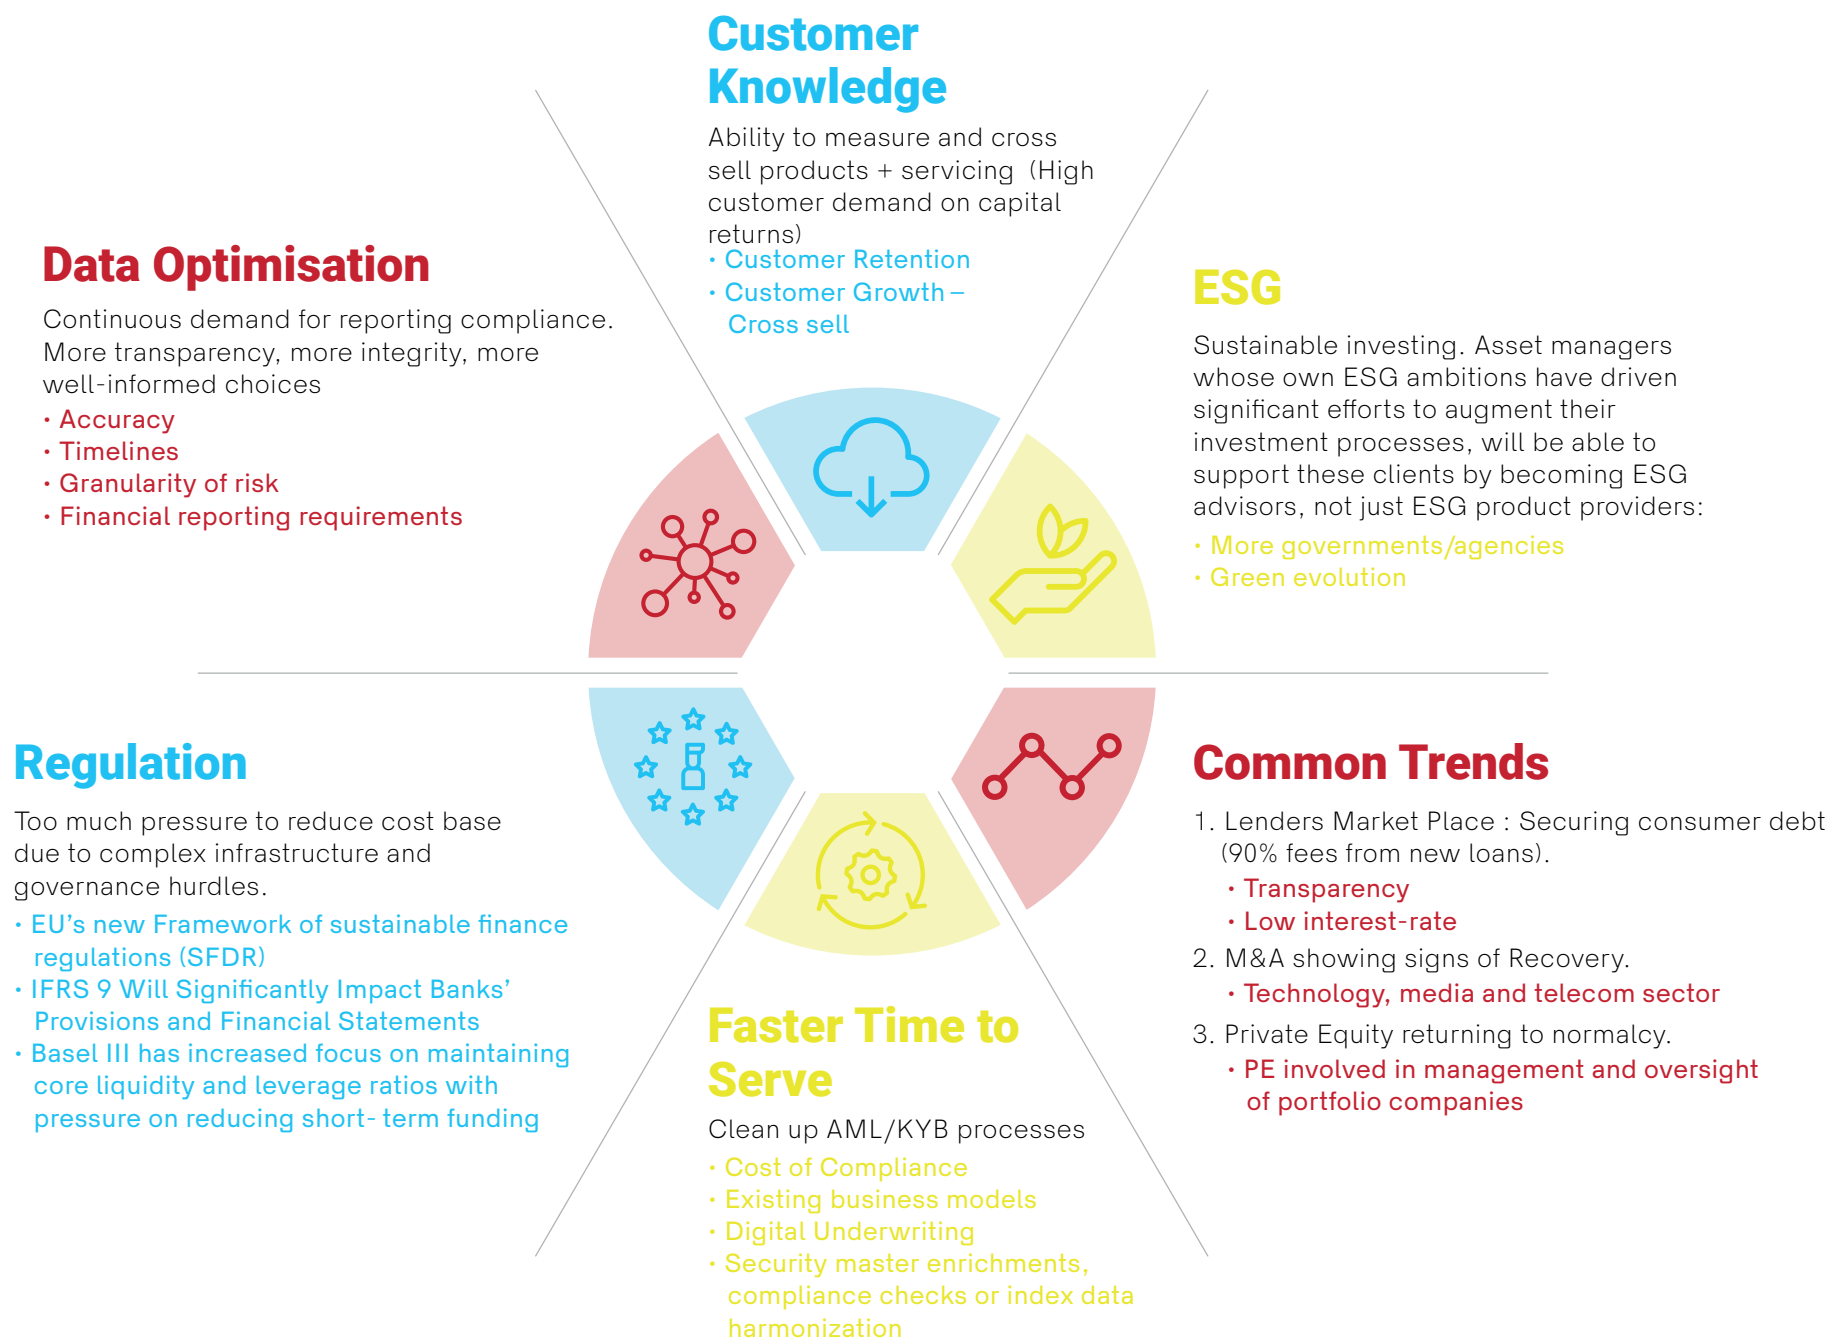 Customer
Knowledge
Ability to measure and cross
sell products + servicing (High
customer demand on capital
returns)
• Customer Retention
• Customer Growth –
Cross sell
Data Optimisation
Continuous demand for reporting compliance.
More transparency, more integrity, more
well-informed choices
• Accuracy
• Timelines
• Granularity of risk
• Financial reporting requirements
ESG
Sustainable investing. Asset managers
whose own ESG ambitions have driven
significant efforts to augment their
investment processes, will be able to
support these clients by becoming ESG
advisors, not just ESG product providers:
• More governments/agencies
• Green evolution
Regulation
Too much pressure to reduce cost base
due to complex infrastructure and
governance hurdles.
• EU's new Framework of sustainable finance
regulations (SFDR)
• IFRS 9 Will Significantly Impact Banks'
Provisions and Financial Statements
• Basel III has increased focus on maintaining
core liquidity and leverage ratios with
pressure on reducing short- term funding
Common Trends
1. Lenders Market Place : Securing consumer debt
(90% fees from new loans).
• Transparency
• Low interest-rate
2. M&A showing signs of Recovery.
• Technology, media and telecom sector
3. Private Equity returning to normalcy.
• PE involved in management and oversight
of portfolio companies
Faster Time to
Serve
Clean up AML/KYB processes
• Cost of Compliance
• Existing business models
• Digital Underwriting
• Security master enrichments,
compliance checks or index data
harmonization